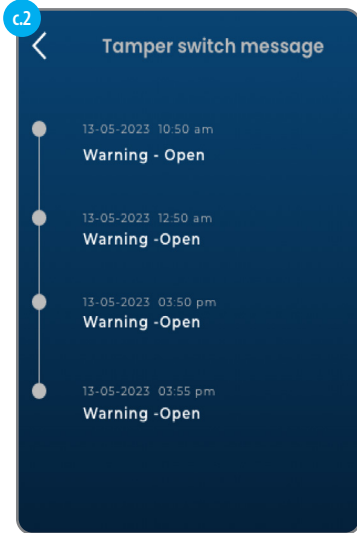 c.2
Tamper switch message
13-05-2023 10:50 am
Warning - Open
13-05-2023 12:50 am
Warning -Open
13-05-2023 03:50 pm
Warning -Open
13-05-2023 03:55 pm
Warning -Open